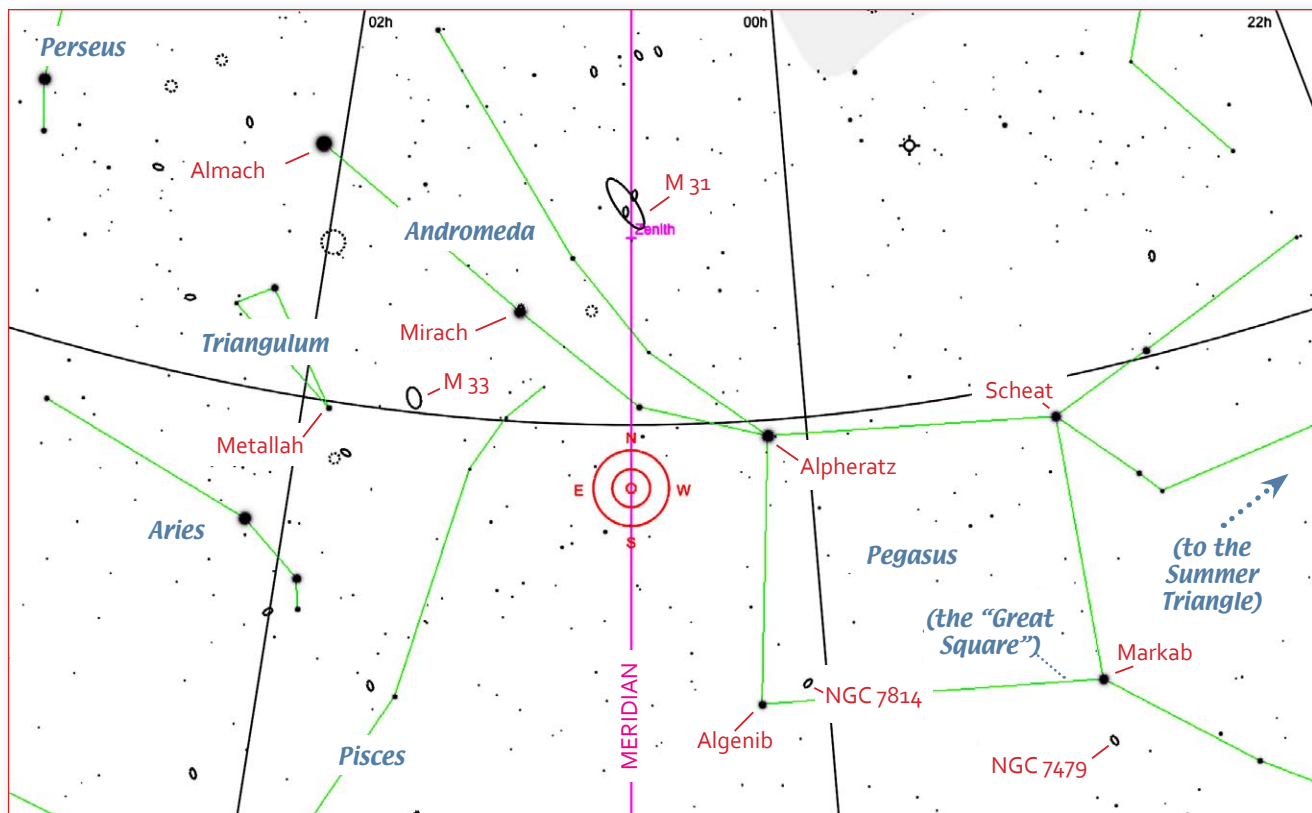 02h
00h
22h
Perseus
Almach
M 31
Andromeda
Zenith
Mirach
Triangulum
M 33
Scheat
Metallah
N
Alpheratz
E
W
S
Aries
Pegasus
(to the
Summer
Triangle)
(the “Great
Square”)
Markab
MERIDIAN
NGC 7814
Algenib
Pisces
NGC 7479